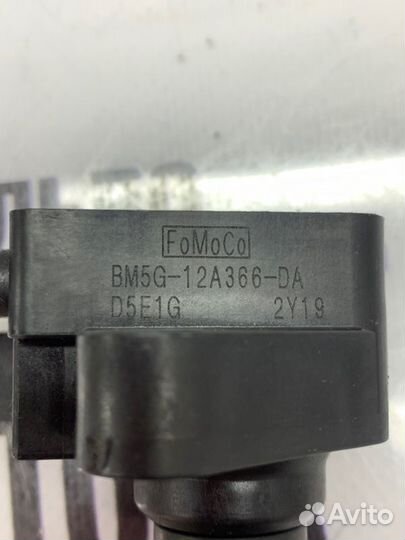 FoMoCo
BM5G-12A366-DA
D5E1G 2Y19
Avito